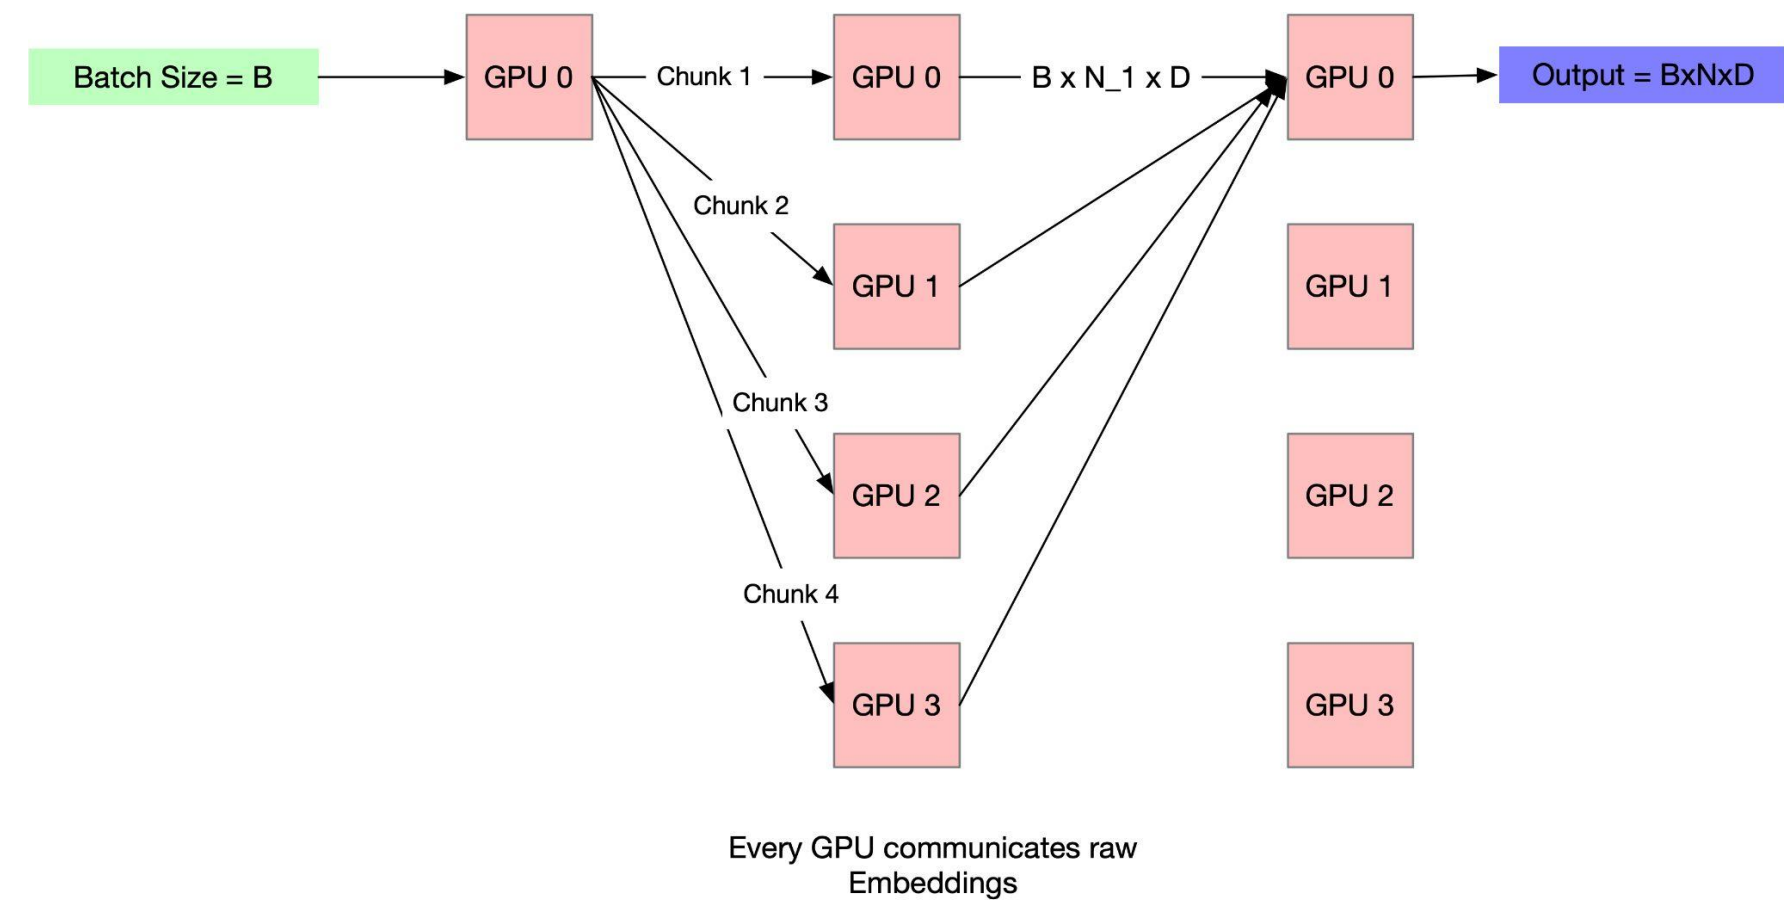 Batch Size = B
GPU 0
Chunk 1
GPU 0
B x N_1 x D
GPU 0
Output = BxNxD
Chunk 2
GPU 1
GPU 1
Chunk 3
GPU 2
GPU 2
Chunk 4
GPU 3
GPU 3
Every GPU communicates raw
Embeddings